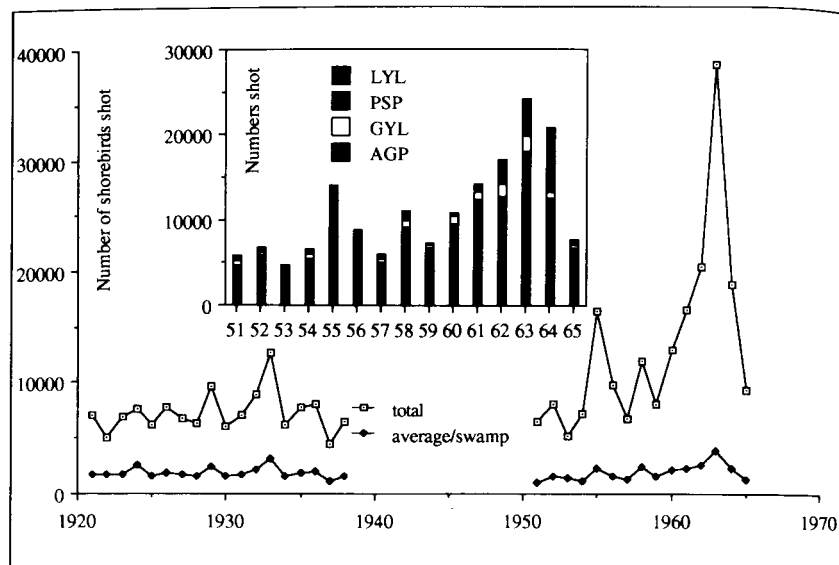 40000
30000
20000
10000
0
Number of shorebirds shot
30000
20000
10000
0
Numbers shot
LYL
PSP
GYL
AGP
51 52 53 54 55 56 57 58 59 60 61 62 63 64 65
total
average/swamp
1920 1930 1940 1950 1960 1970